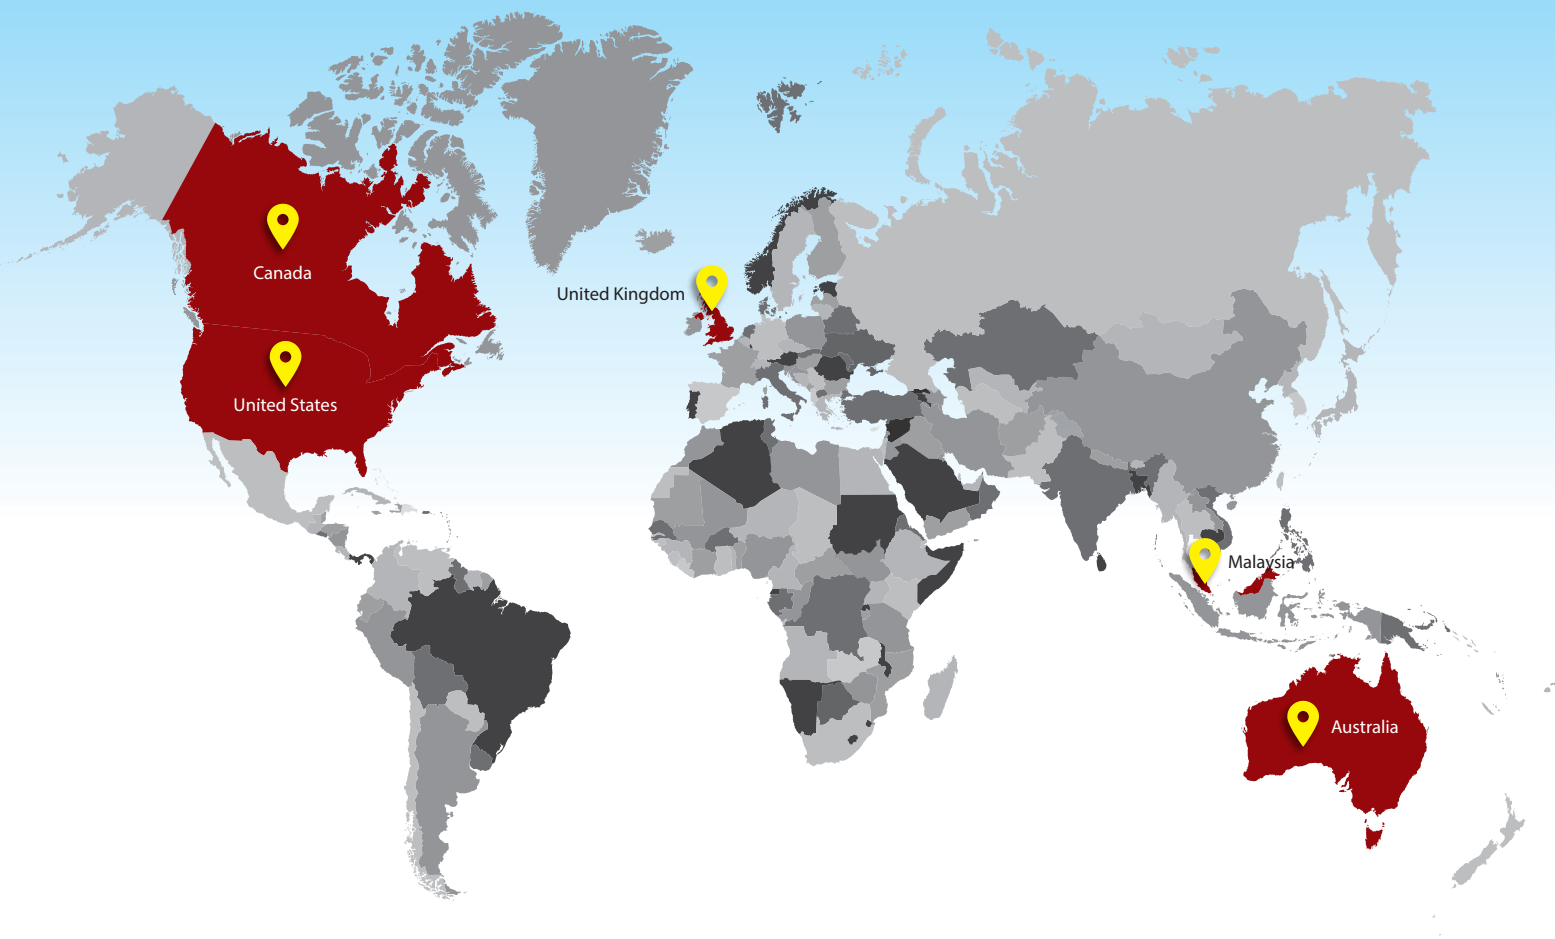 Canada
United Kingdom
United States
Malaysia
Australia